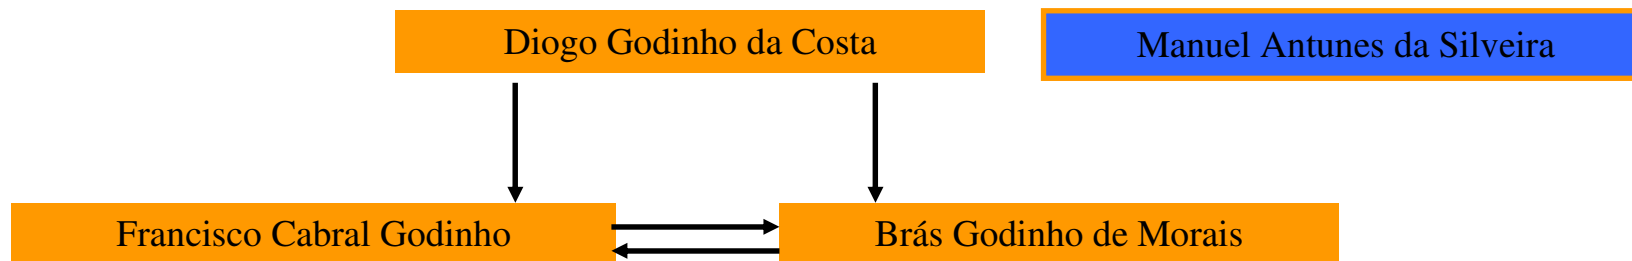 Diogo Godinho da Costa
Manuel Antunes da Silveira
Francisco Cabral Godinho
Brás Godinho de Morais